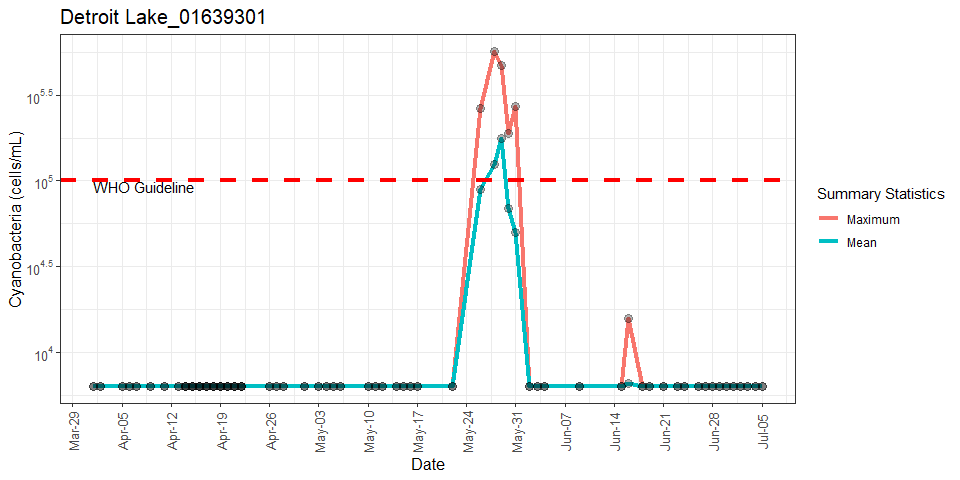 Detroit Lake_01639301
Cyanobacteria (cells/mL)
10^5.5
10^5
10^4.5
10^4
WHO Guideline
Mar-29
Apr-05
Apr-12
Apr-19
Apr-26
May-03
May-10
May-17
May-24
May-31
Jun-07
Jun-14
Jun-21
Jun-28
Jul-05
Date
Summary Statistics
Maximum
Mean